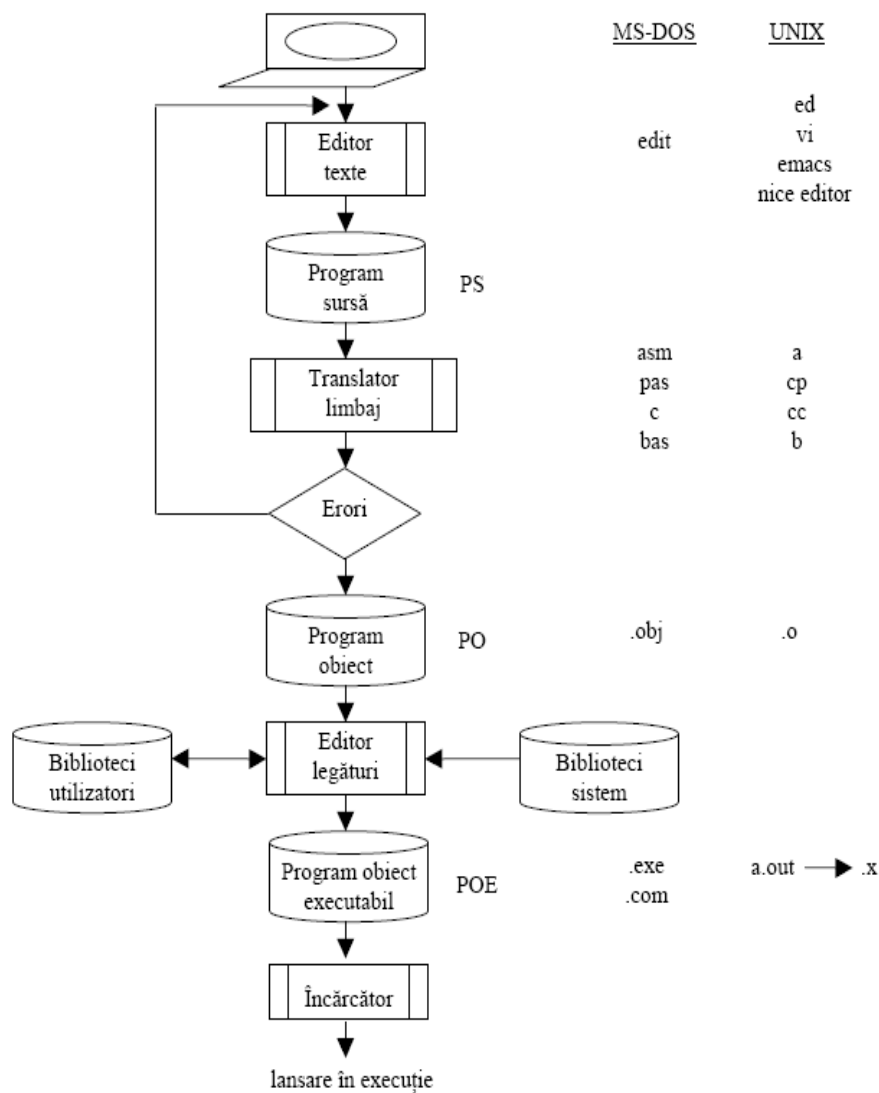 MS-DOS UNIX
ed
Editor edit vi
texte emacs
nice editor
Program
sursă PS
Translator asm a
limbaj pas cp
c cc
bas b
Erori
Program PO .obj .o
obiect
Biblioteci Editor Biblioteci
utilizatori legături sistem
Program obiect .exe a.out .x
executabil POE .com
Încărcător
lansare în execuție